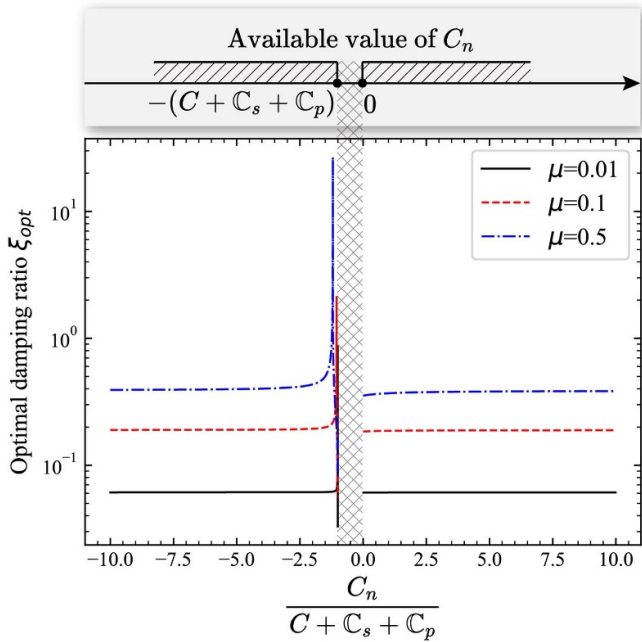 Available value of Cₙ
−(C + ℂₛ + ℂₚ) 0
μ=0.01
μ=0.1
μ=0.5
Optimal damping ratio ξₒₚₜ
10¹
10⁰
10⁻¹
−10.0 −7.5 −5.0 −2.5 0.0 2.5 5.0 7.5 10.0
Cₙ
C + ℂₛ + ℂₚ